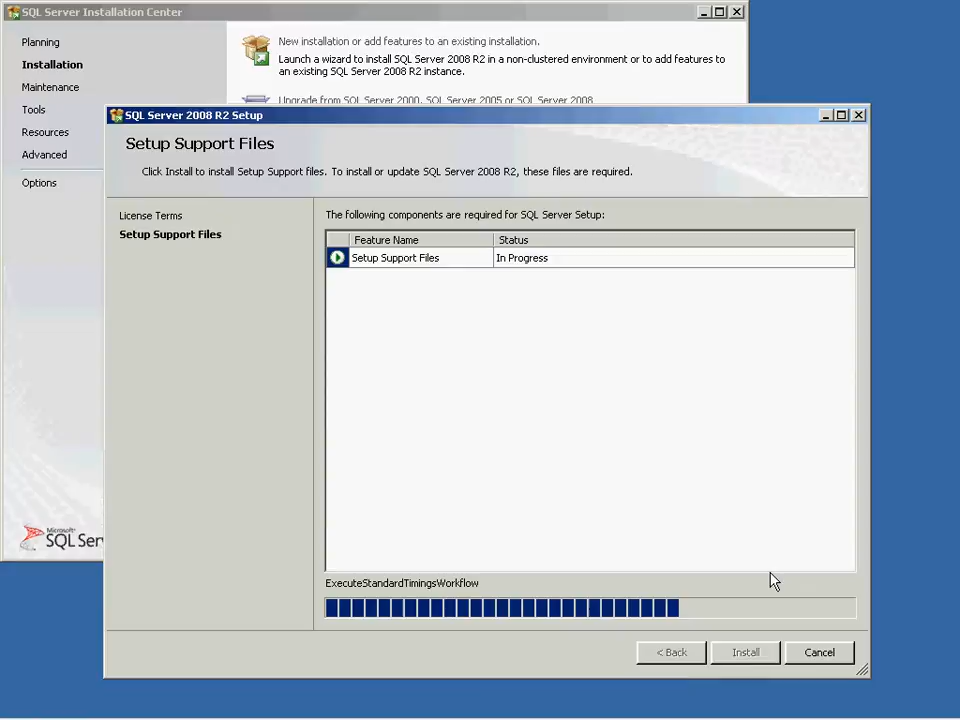 SQL Server Installation Center
Planning
Installation
Maintenance
Tools
Resources
Advanced
Options
New installation or add features to an existing installation.
Launch a wizard to install SQL Server 2008 R2 in a non-clustered environment or to add features to
an existing SQL Server 2008 R2 instance.
Upgrade from SQL Server 2000, SQL Server 2005 or SQL Server 2008
Microsoft
SQL Ser
SQL Server 2008 R2 Setup
Setup Support Files
Click Install to install Setup Support files. To install or update SQL Server 2008 R2, these files are required.
License Terms
Setup Support Files
The following components are required for SQL Server Setup:
Feature Name Status
Setup Support Files In Progress
ExecuteStandardTimingsWorkflow
< Back Install Cancel